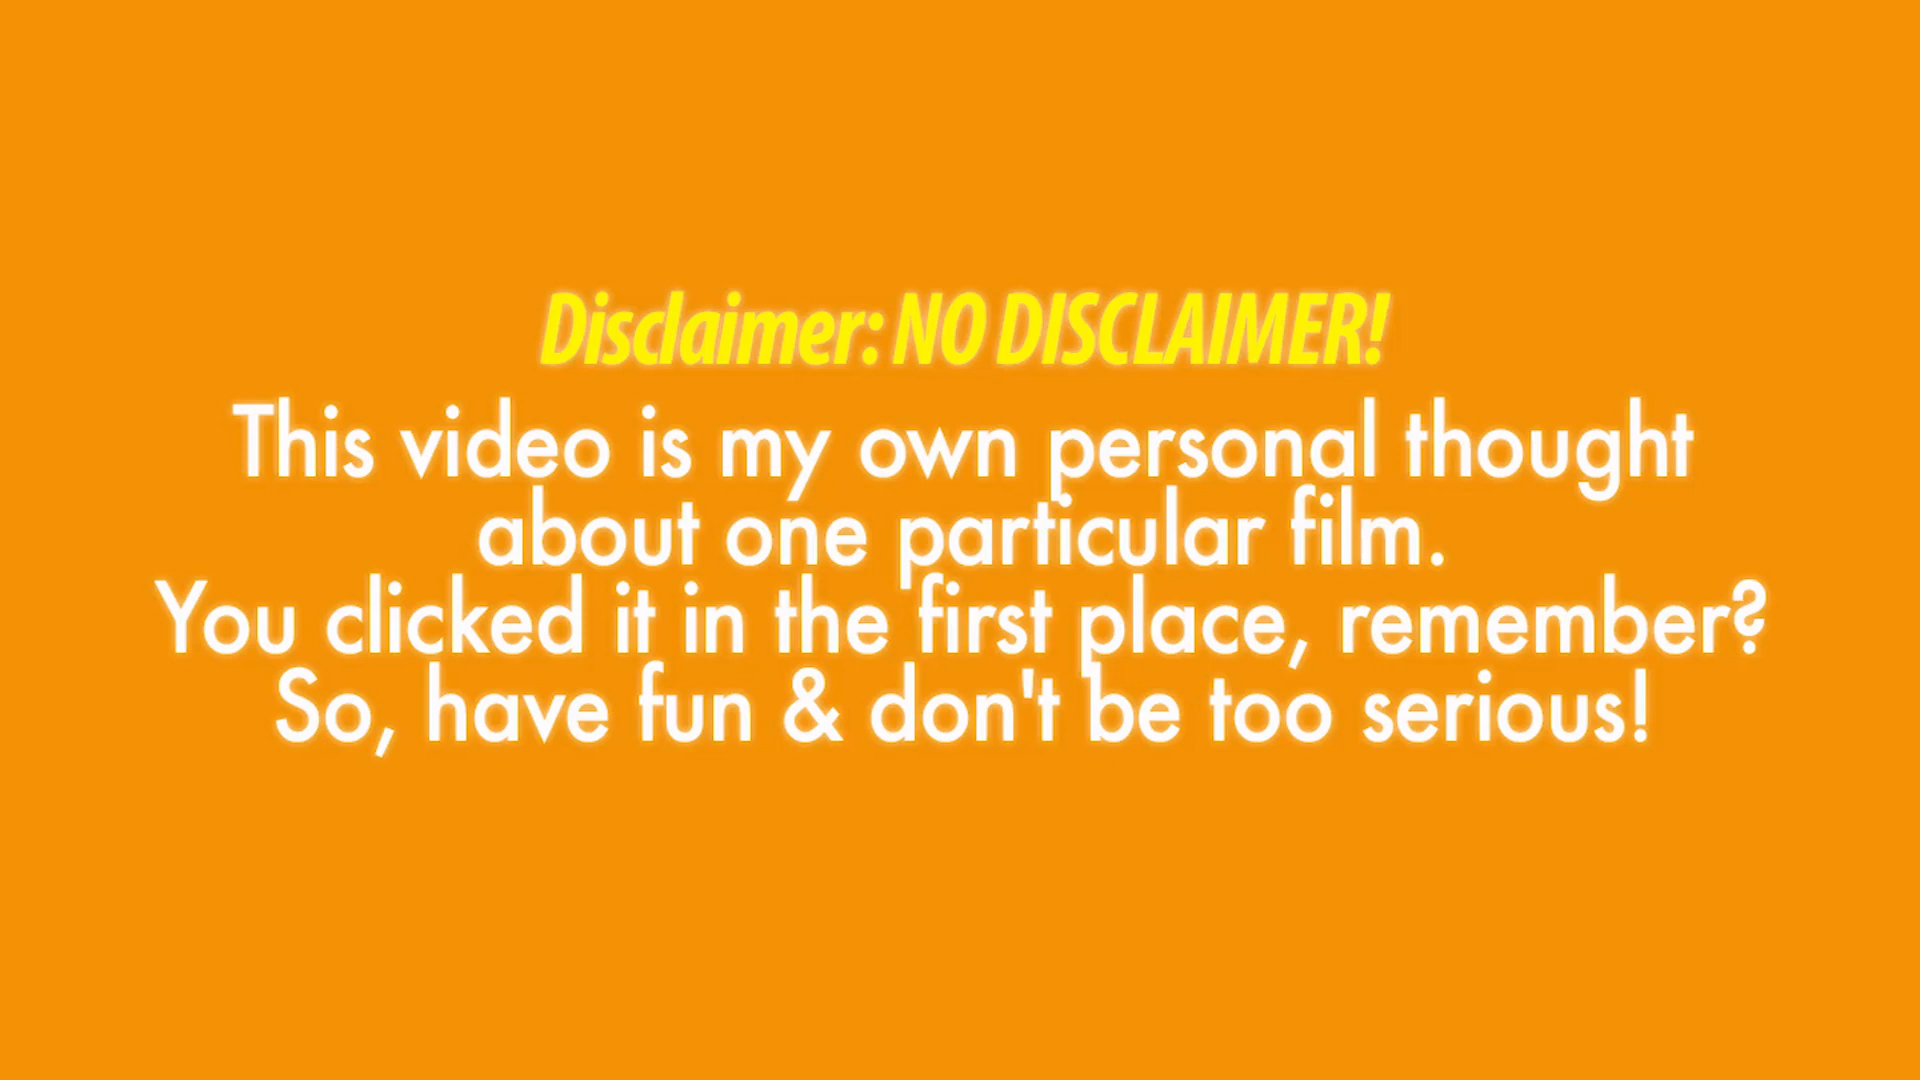 Disclaimer: NO DISCLAIMER!
This video is my own personal thought
about one particular film.
You clicked it in the first place, remember?
So, have fun & don't be too serious!